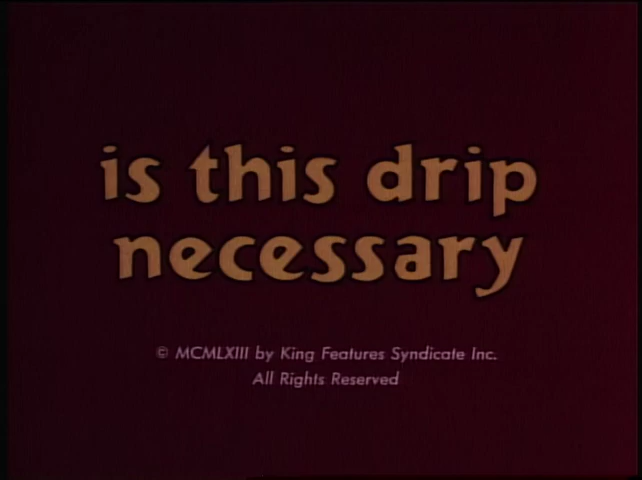 is this drip
necessary
© MCMLXIII by King Features Syndicate Inc.
All Rights Reserved